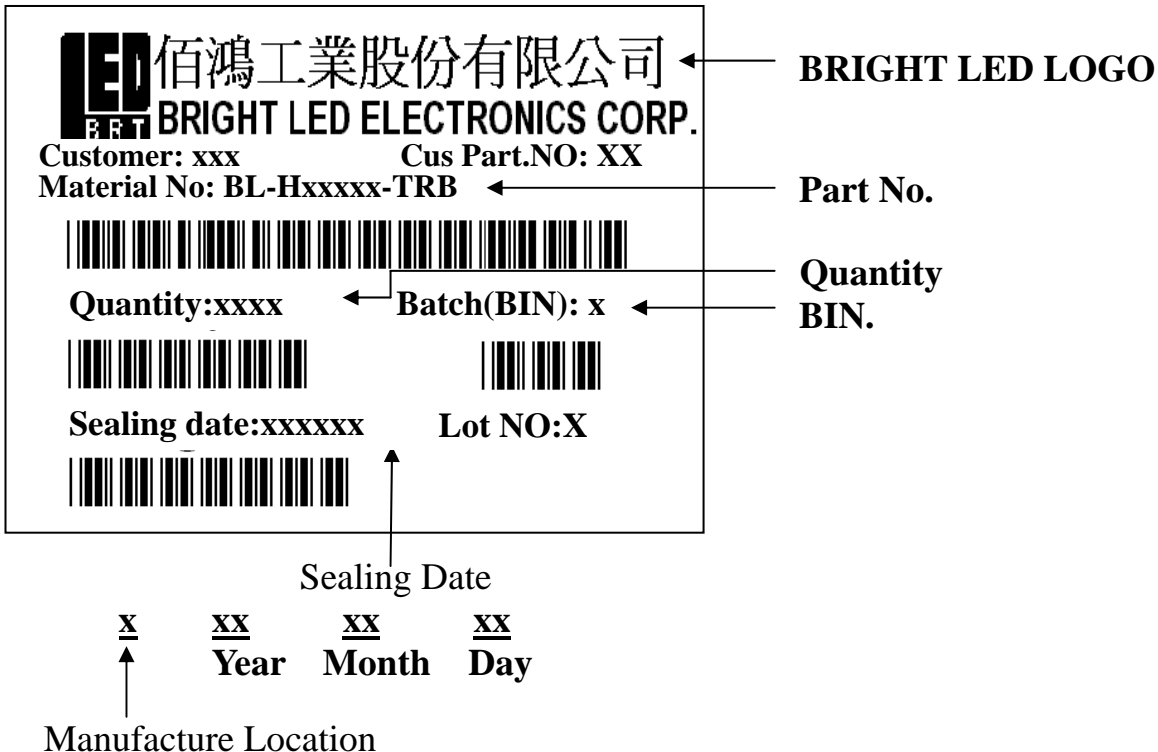 LED 佰鴻工業股份有限公司
BRT BRIGHT LED ELECTRONICS CORP.
BRIGHT LED LOGO
Customer: xxx Cus Part.NO: XX
Material No: BL-Hxxxxx-TRB
Part No.
Quantity:xxxx Batch(BIN): x
Quantity
BIN.
Sealing date:xxxxxx Lot NO:X
Sealing Date
x xx xx xx
Year Month Day
Manufacture Location